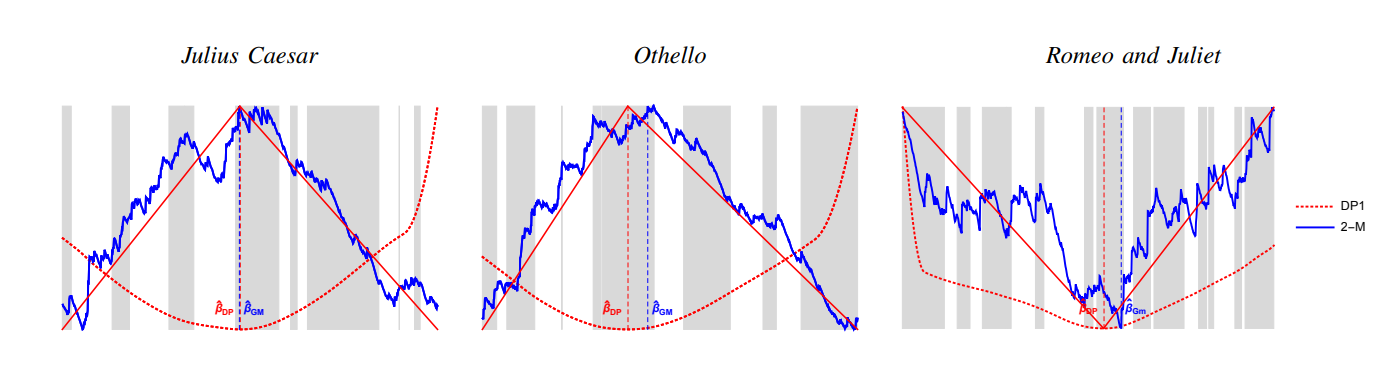 Julius Caesar
Othello
Romeo and Juliet
β̂DP β̂GM
β̂DP β̂GM
β̂DP β̂Gm
DP1
2–M